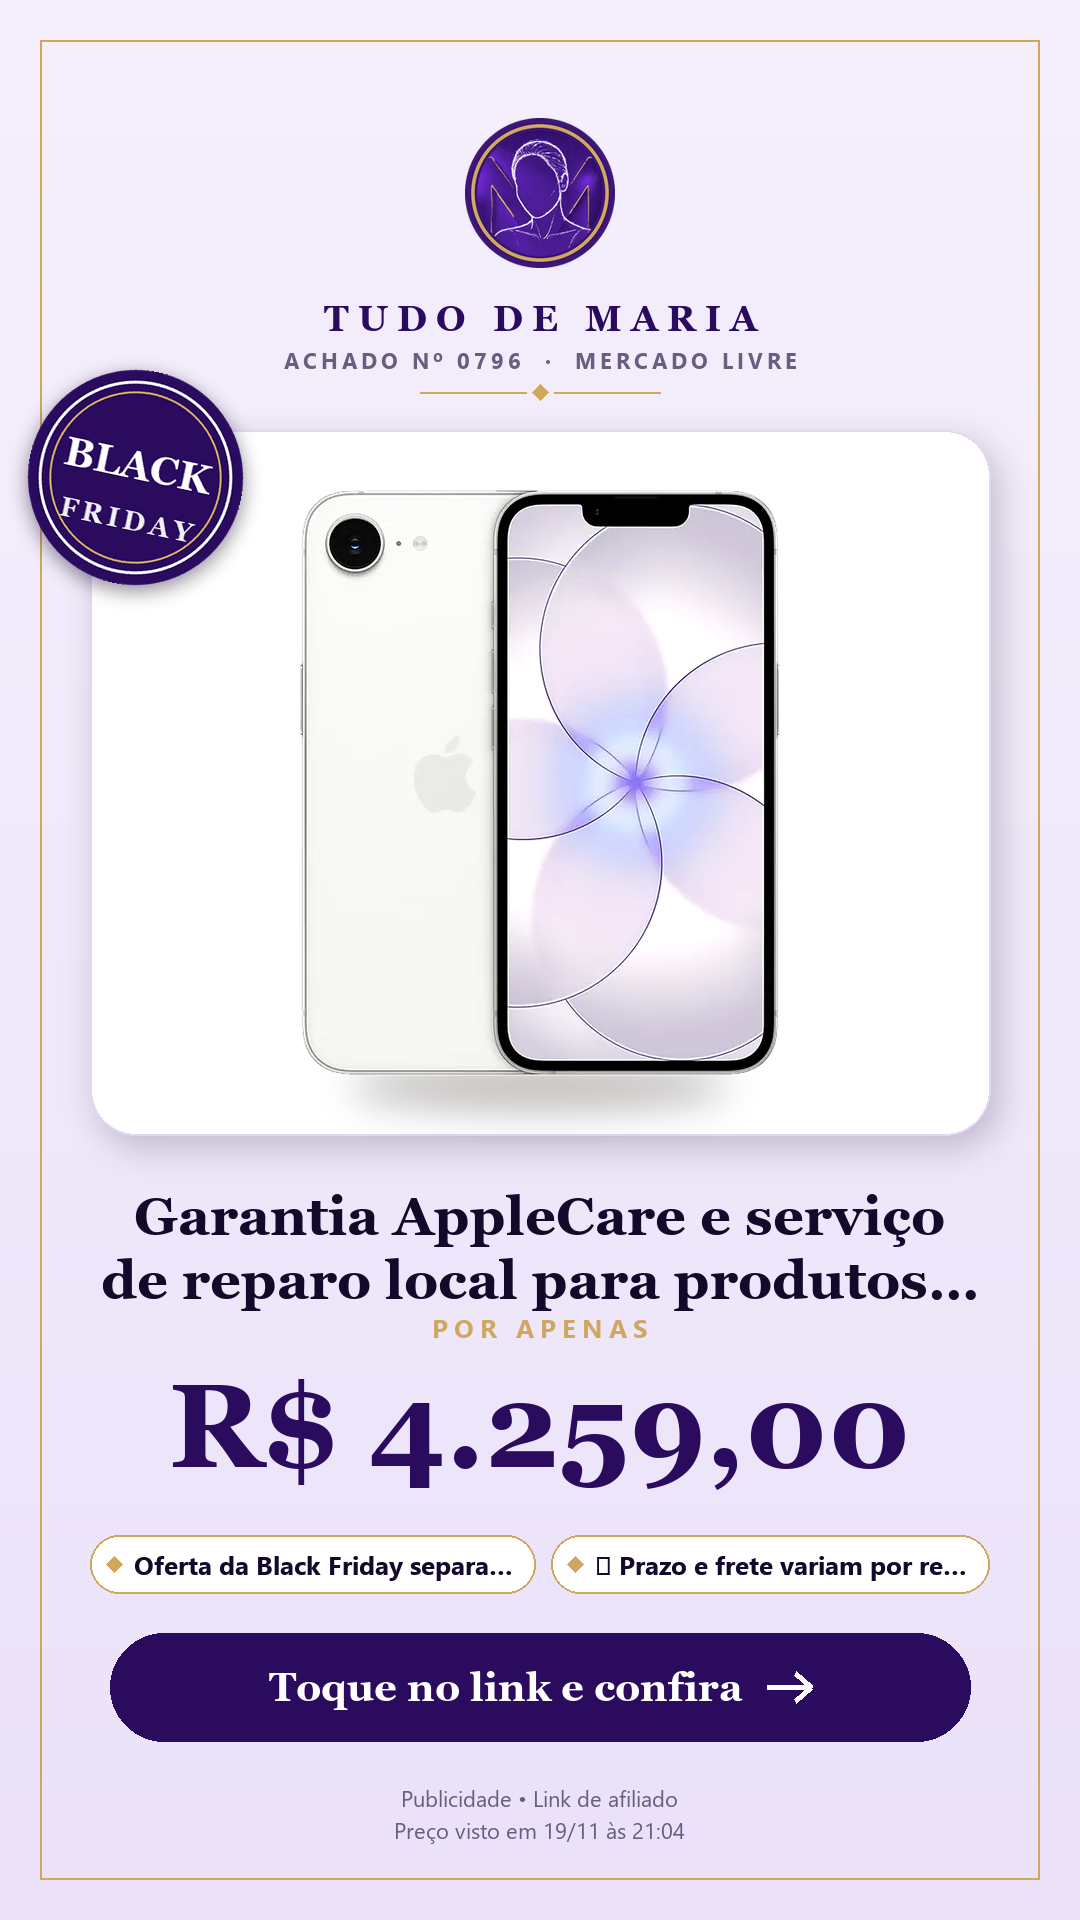 TUDO DE MARIA
ACHADO Nº 0796 · MERCADO LIVRE
BLACK
FRIDAY
Garantia AppleCare e serviço
de reparo local para produtos...
POR APENAS
R$ 4.259,00
Oferta da Black Friday separa...
Prazo e frete variam por re...
Toque no link e confira →
Publicidade • Link de afiliado
Preço visto em 19/11 às 21:04